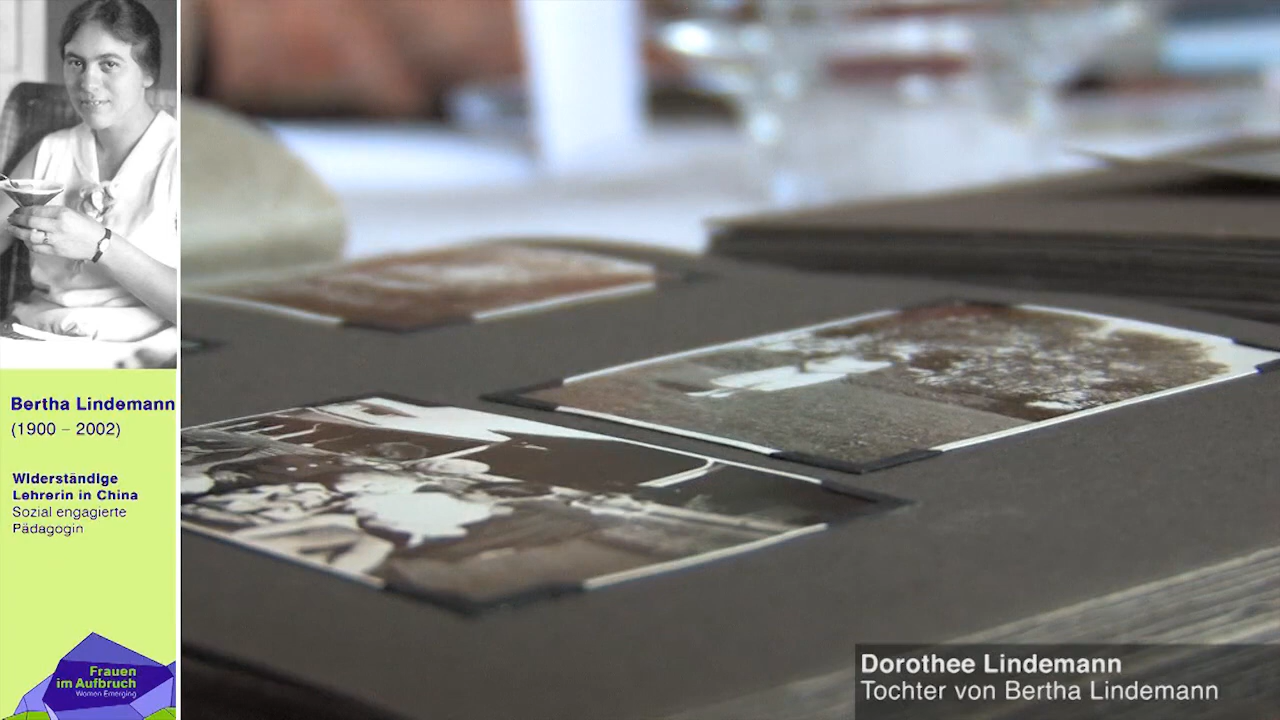 Bertha Lindemann
(1900 – 2002)
Widerständige
Lehrerin in China
Sozial engagierte
Pädagogin
Frauen
im Aufbruch
Women Emerging
Dorothee Lindemann
Tochter von Bertha Lindemann